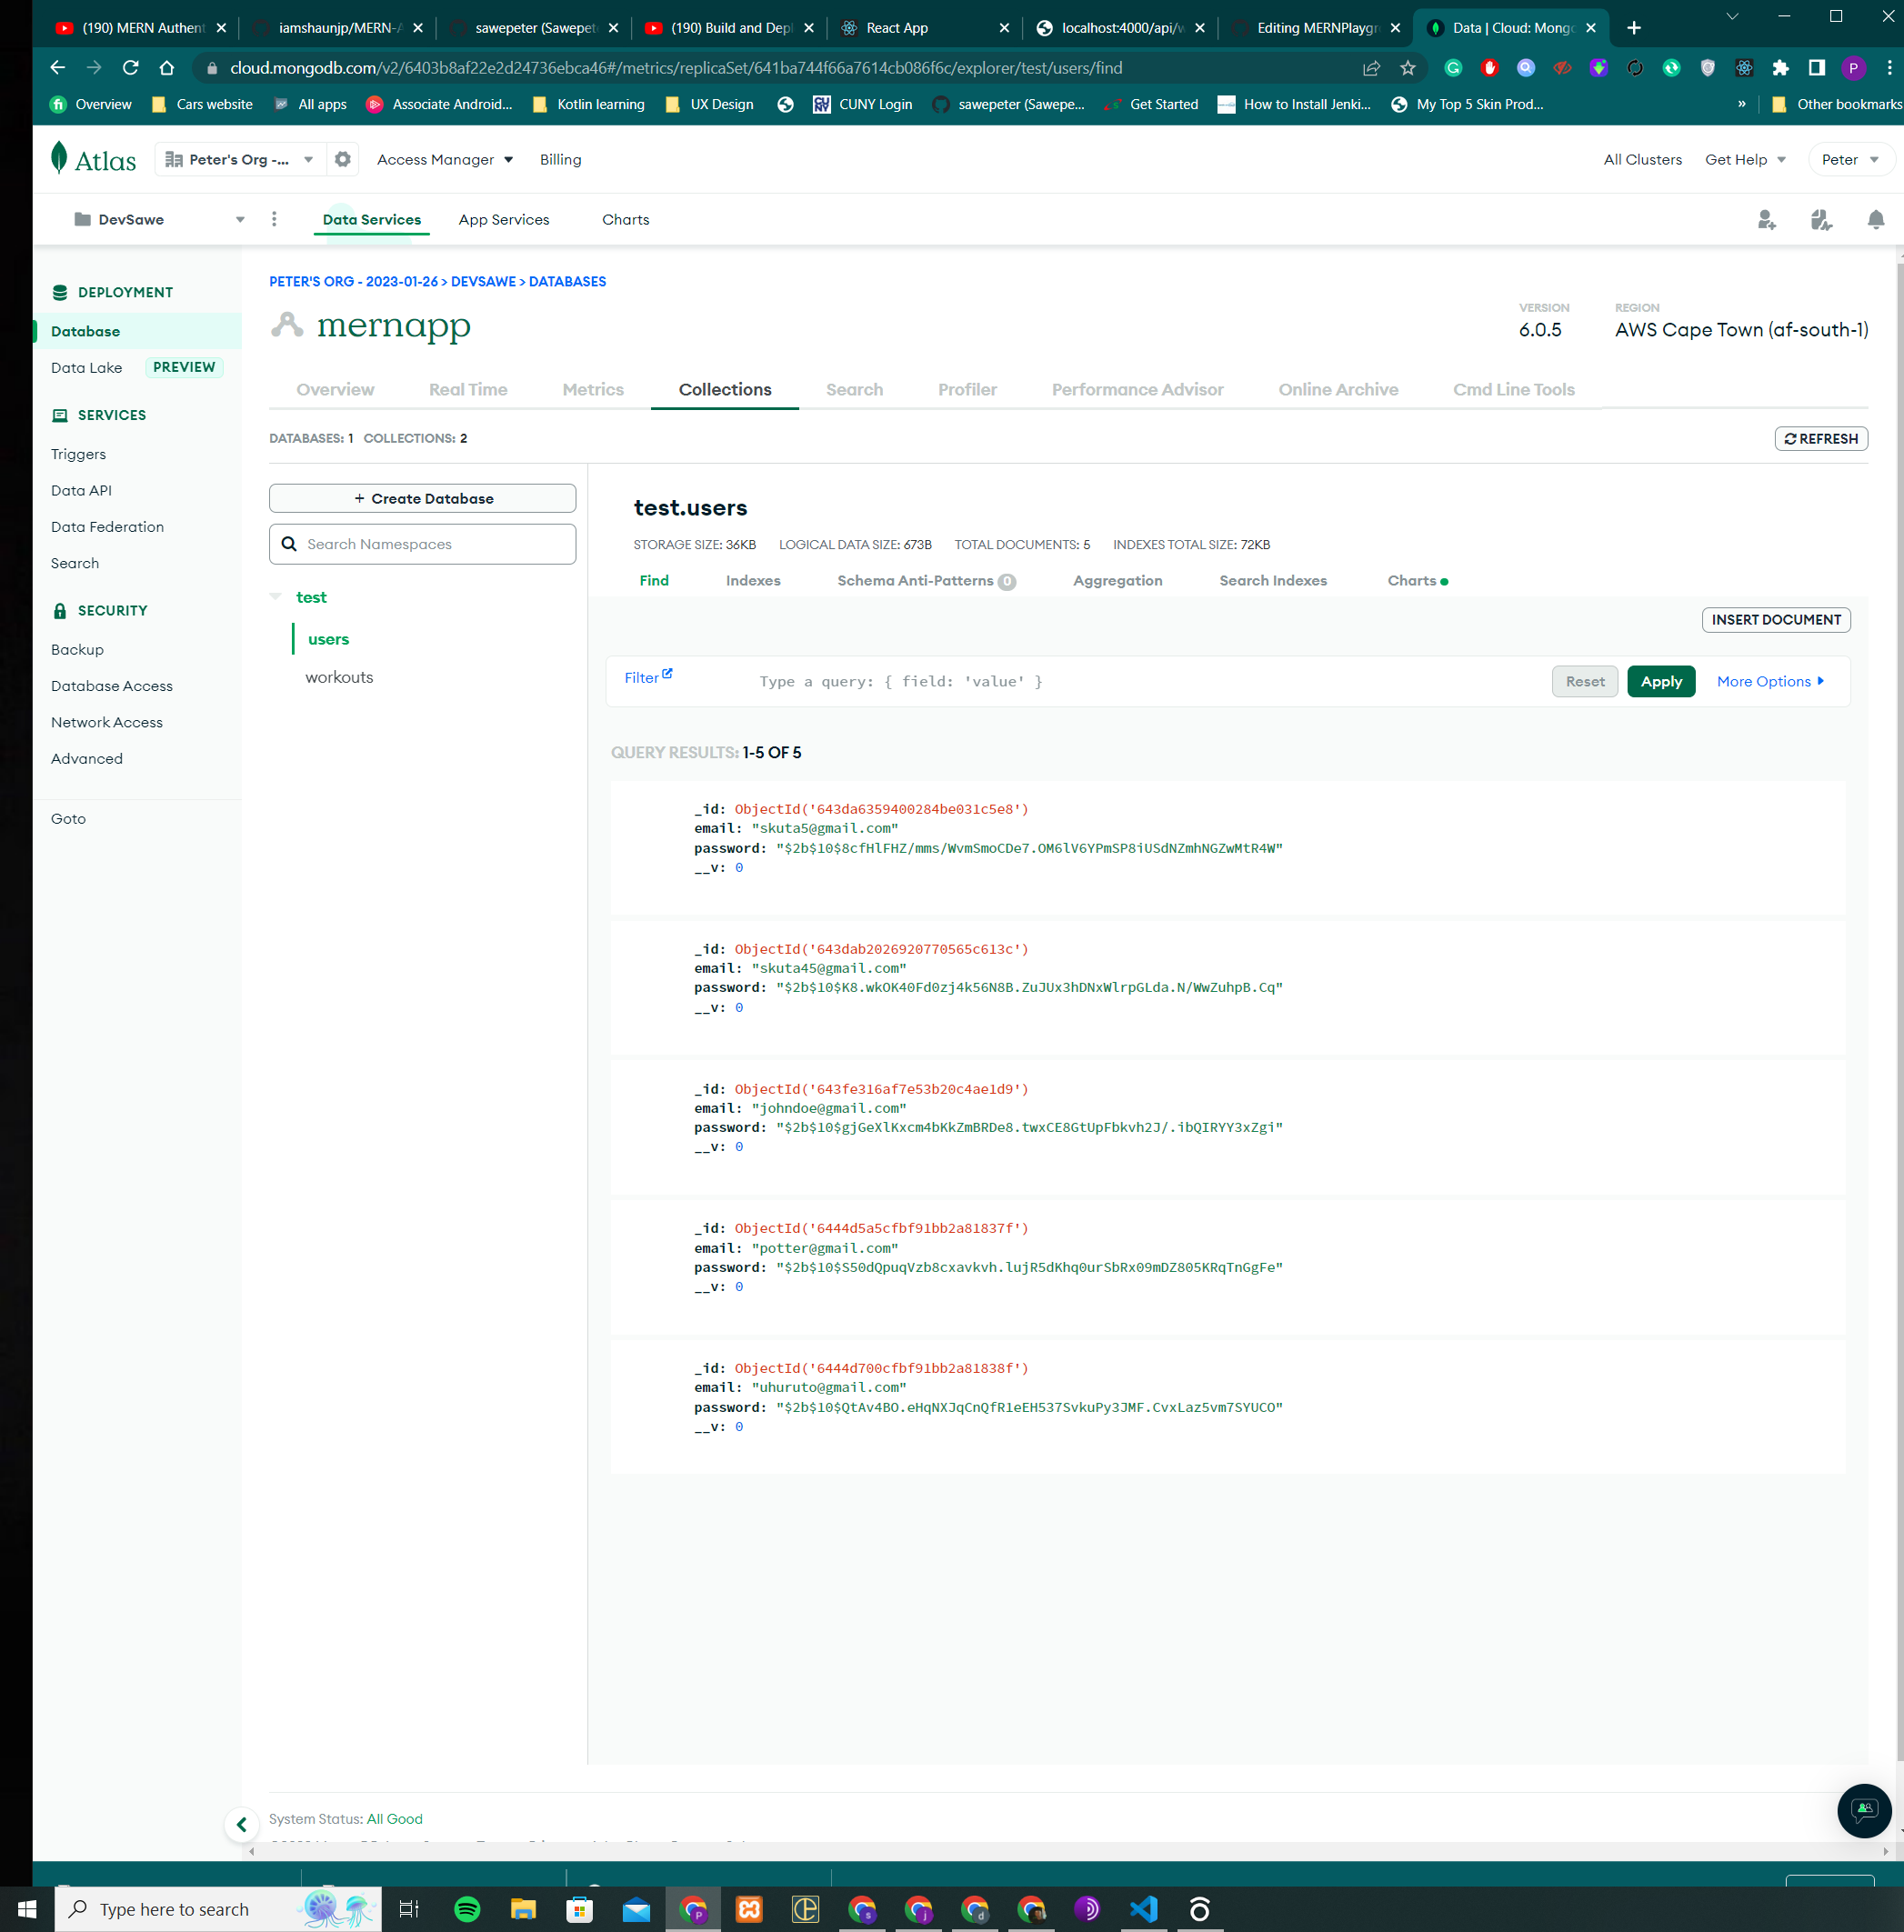 (190) MERN Authent
iamshaunjp/MERN-A
sawepeter (Sawepet
(190) Build and Depl
React App
localhost:4000/api/w
Editing MERNPlaygr
Data | Cloud: Mongo
cloud.mongodb.com/v2/6403b8af22e2d24736ebca46#/metrics/replicaSet/641ba744f66a7614cb086f6c/explorer/test/users/find
Overview Cars website All apps Associate Android... Kotlin learning UX Design CUNY Login sawepeter (Sawepe... Get Started How to Install Jenki... My Top 5 Skin Prod... » Other bookmarks
Atlas Peter's Org -... Access Manager Billing All Clusters Get Help Peter
DevSawe Data Services App Services Charts
DEPLOYMENT
Database
Data Lake PREVIEW
SERVICES
Triggers
Data API
Data Federation
Search
SECURITY
Backup
Database Access
Network Access
Advanced
Goto
PETER'S ORG - 2023-01-26 > DEVSAWE > DATABASES
mernapp
VERSION
6.0.5
REGION
AWS Cape Town (af-south-1)
Overview Real Time Metrics Collections Search Profiler Performance Advisor Online Archive Cmd Line Tools
DATABASES: 1 COLLECTIONS: 2
REFRESH
+ Create Database
Search Namespaces
test
users
workouts
test.users
STORAGE SIZE: 36KB LOGICAL DATA SIZE: 673B TOTAL DOCUMENTS: 5 INDEXES TOTAL SIZE: 72KB
Find Indexes Schema Anti-Patterns 0 Aggregation Search Indexes Charts
INSERT DOCUMENT
Filter Type a query: { field: 'value' } Reset Apply More Options
QUERY RESULTS: 1-5 OF 5
_id: ObjectId('643da6359400284be031c5e8')
email: "skuta5@gmail.com"
password: "$2b$10$8cfHlFHZ/mms/WvmSmoCDe7.OM6lV6YPmSP8iUSdNZmhNGZwMtR4W"
__v: 0
_id: ObjectId('643dab2026920770565c613c')
email: "skuta45@gmail.com"
password: "$2b$10$K8.wkOK40Fd0zj4k56N8B.ZuJUx3hDNxWlrpGLda.N/WwZuhpB.Cq"
__v: 0
_id: ObjectId('643fe316af7e53b20c4ae1d9')
email: "johndoe@gmail.com"
password: "$2b$10$gjGeXlKxcm4bKkZmBRDe8.twxCE8GtUpFbkvh2J/.ibQIRYY3xZgi"
__v: 0
_id: ObjectId('6444d5a5cfbf91bb2a81837f')
email: "potter@gmail.com"
password: "$2b$10$S50dQpuqVzb8cxavkvh.lujR5dKhq0urSbRx09mDZ805KRqTnGgFe"
__v: 0
_id: ObjectId('6444d700cfbf91bb2a81838f')
email: "uhuruto@gmail.com"
password: "$2b$10$QtAv4BO.eHqNXJqCnQfR1eEH537SvkuPy3JMF.CvxLaz5vm7SYUCO"
__v: 0
System Status: All Good
Type here to search